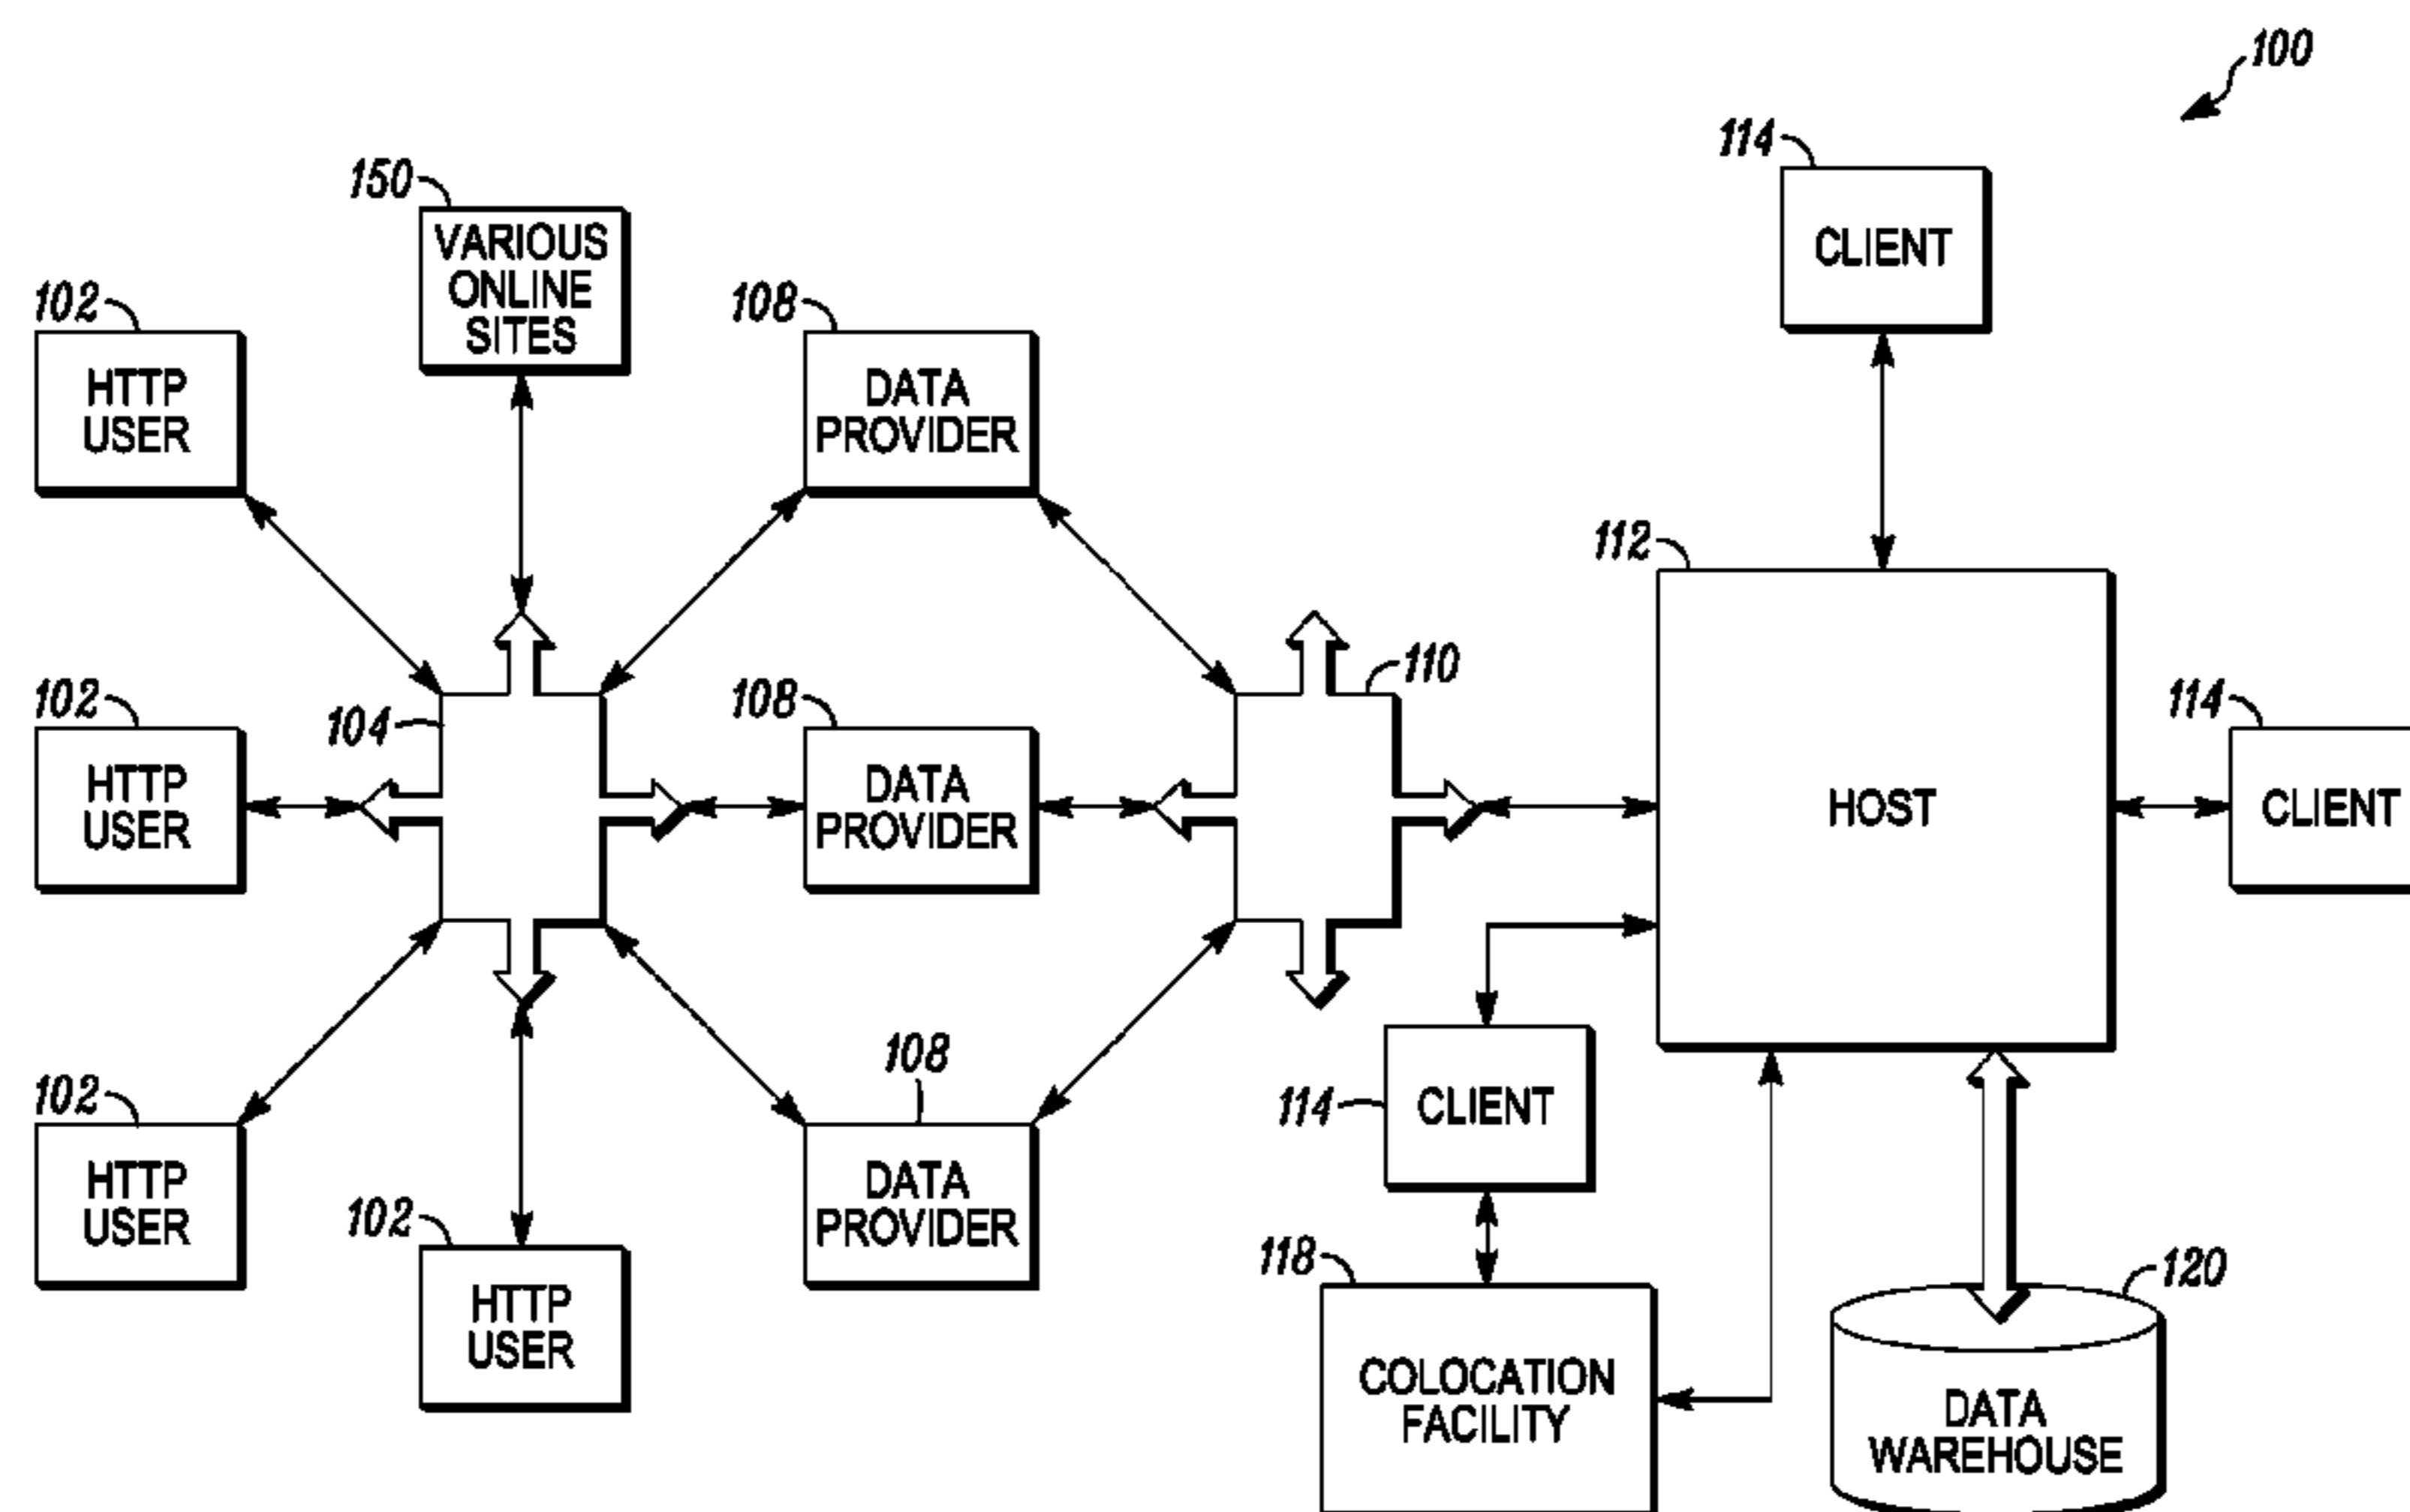 100
114
CLIENT
150
VARIOUS
ONLINE
SITES
102
HTTP
USER
108
DATA
PROVIDER
112
HOST
110
114
CLIENT
102
HTTP
USER
104
108
DATA
PROVIDER
102
HTTP
USER
102
HTTP
USER
108
DATA
PROVIDER
114
CLIENT
118
COLOCATION
FACILITY
120
DATA
WAREHOUSE